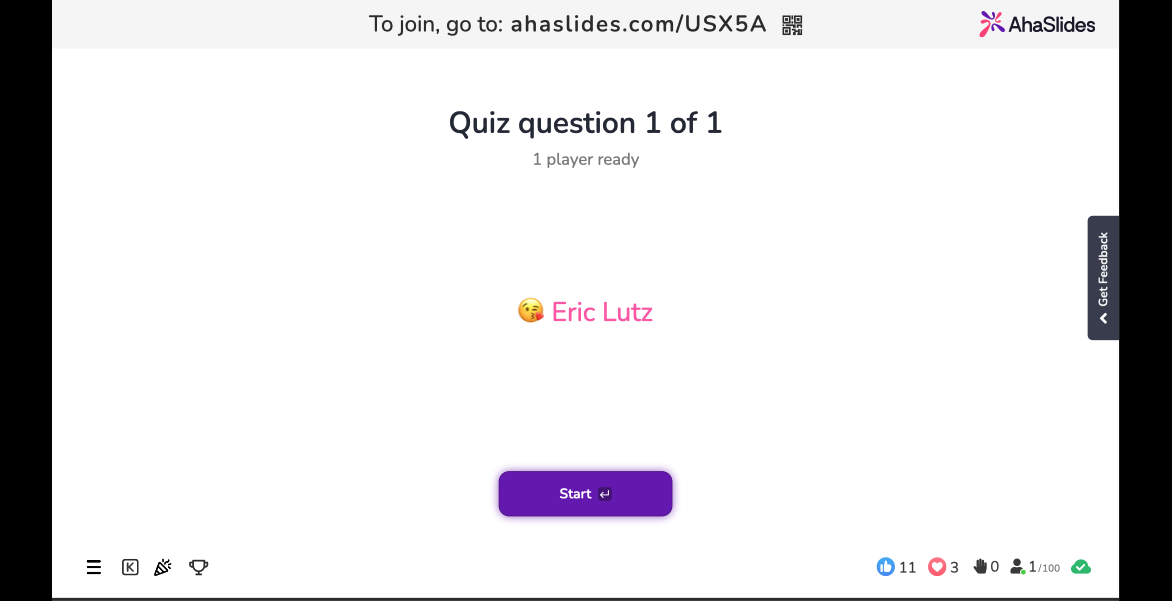 To join, go to: ahaslides.com/USX5A
AhaSlides
Quiz question 1 of 1
1 player ready
Get Feedback
😘 Eric Lutz
Start ↵
K
11 3 0 1/100